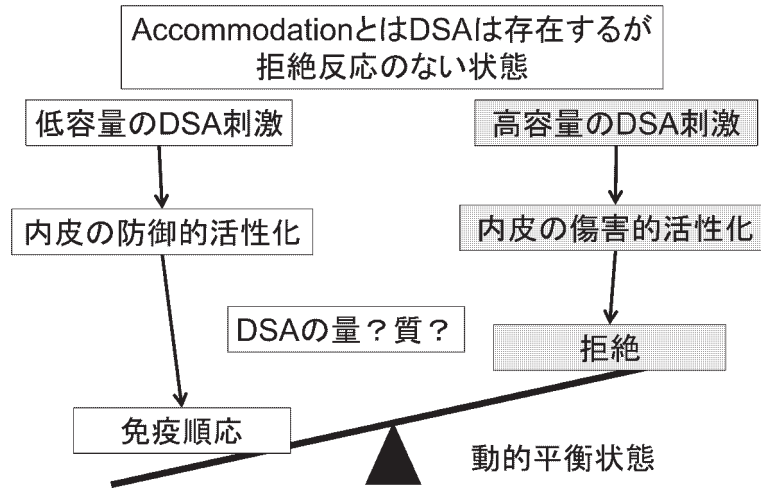 AccommodationとはDSAは存在するが
拒絶反応のない状態
低容量のDSA刺激
高容量のDSA刺激
内皮の防御的活性化
内皮の傷害的活性化
DSAの量？質？
拒絶
免疫順応
動的平衡状態